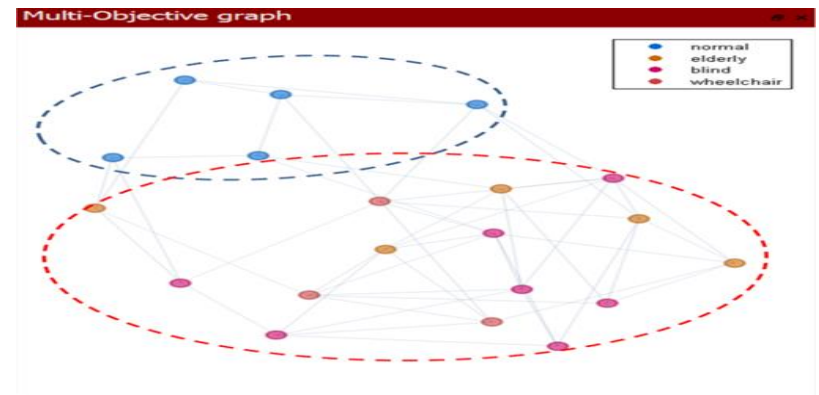 Multi-Objective graph
normal
elderly
blind
wheelchair